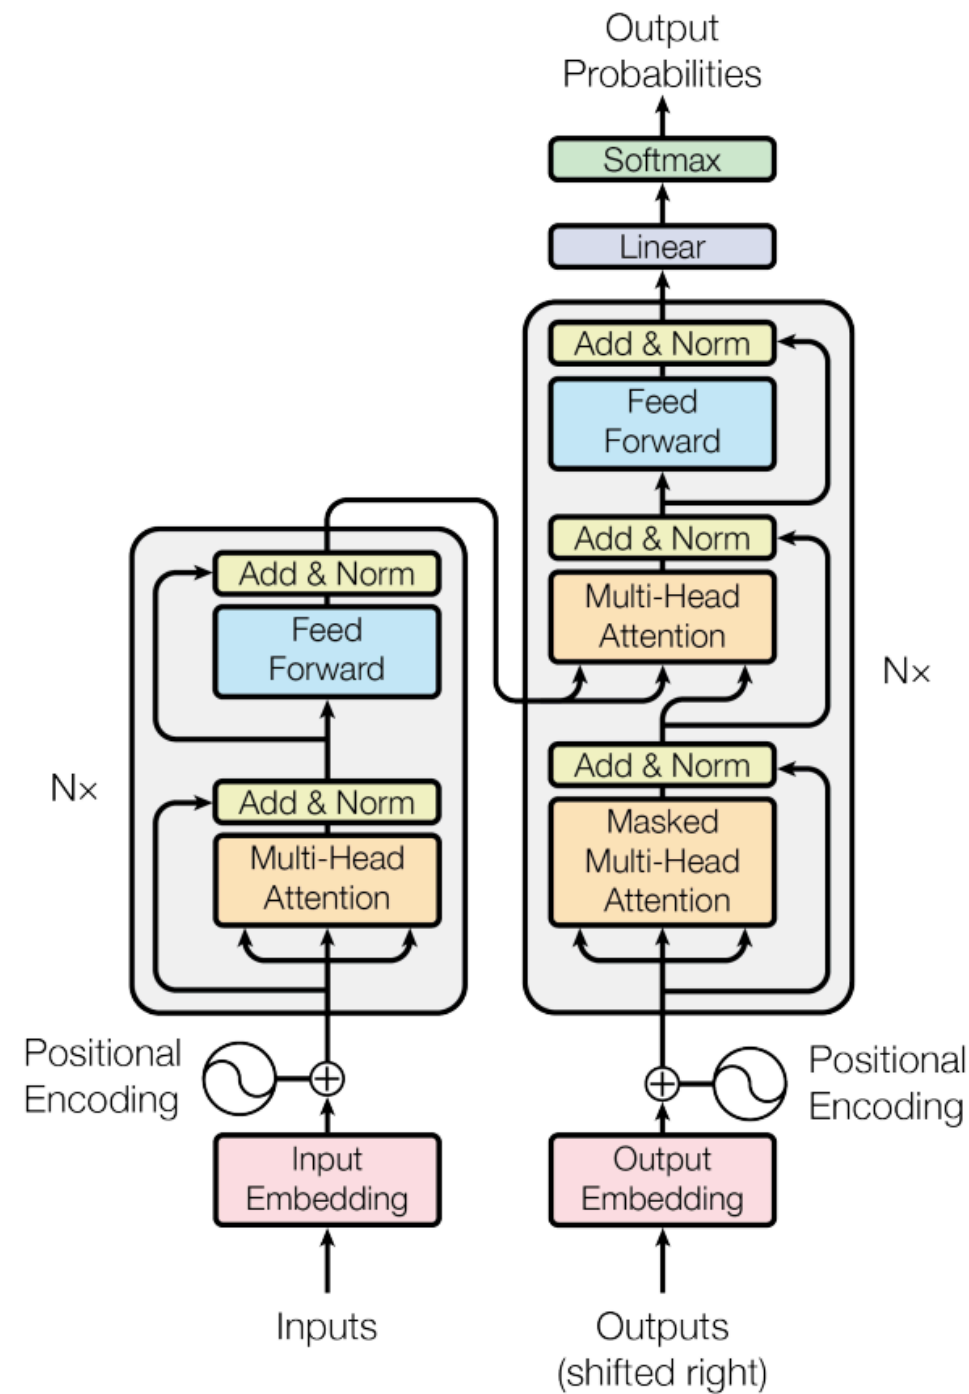 Output
Probabilities
Softmax
Linear
Add & Norm
Feed
Forward
Add & Norm
Multi-Head
Attention
Add & Norm
Masked
Multi-Head
Attention
Nx
Add & Norm
Feed
Forward
Add & Norm
Multi-Head
Attention
Nx
Positional
Encoding
Positional
Encoding
Input
Embedding
Output
Embedding
Inputs
Outputs
(shifted right)